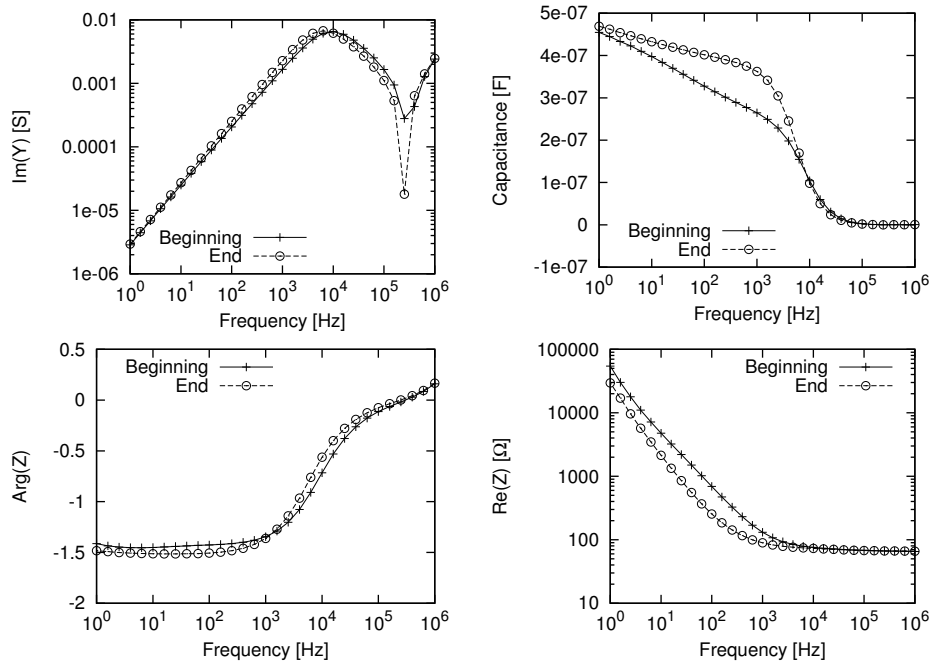 0.01
0.001
0.0001
1e-05
1e-06
Im(Y) [S]
Beginning
End
10^0 10^1 10^2 10^3 10^4 10^5 10^6
Frequency [Hz]
5e-07
4e-07
3e-07
2e-07
1e-07
0
-1e-07
Capacitance [F]
Beginning
End
10^0 10^1 10^2 10^3 10^4 10^5 10^6
Frequency [Hz]
0.5
0
-0.5
-1
-1.5
-2
Arg(Z)
Beginning
End
10^0 10^1 10^2 10^3 10^4 10^5 10^6
Frequency [Hz]
100000
10000
1000
100
10
Re(Z) [Ω]
Beginning
End
10^0 10^1 10^2 10^3 10^4 10^5 10^6
Frequency [Hz]